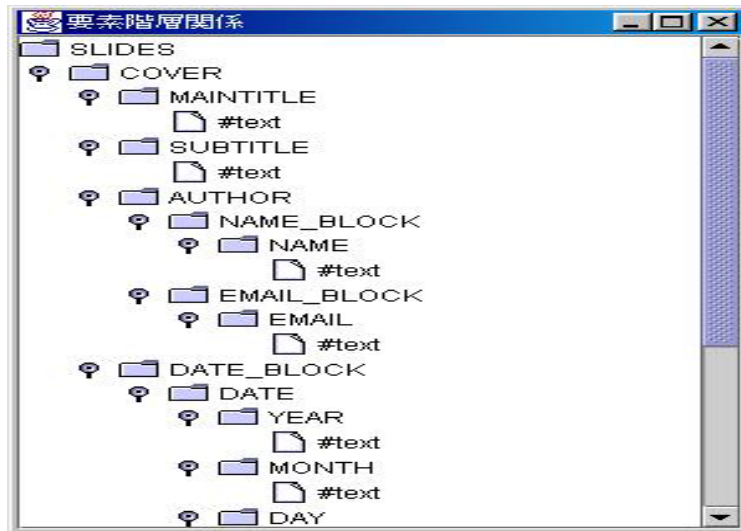 要素階層関係
SLIDES
COVER
MAINTITLE
#text
SUBTITLE
#text
AUTHOR
NAME_BLOCK
NAME
#text
EMAIL_BLOCK
EMAIL
#text
DATE_BLOCK
DATE
YEAR
#text
MONTH
#text
DAY